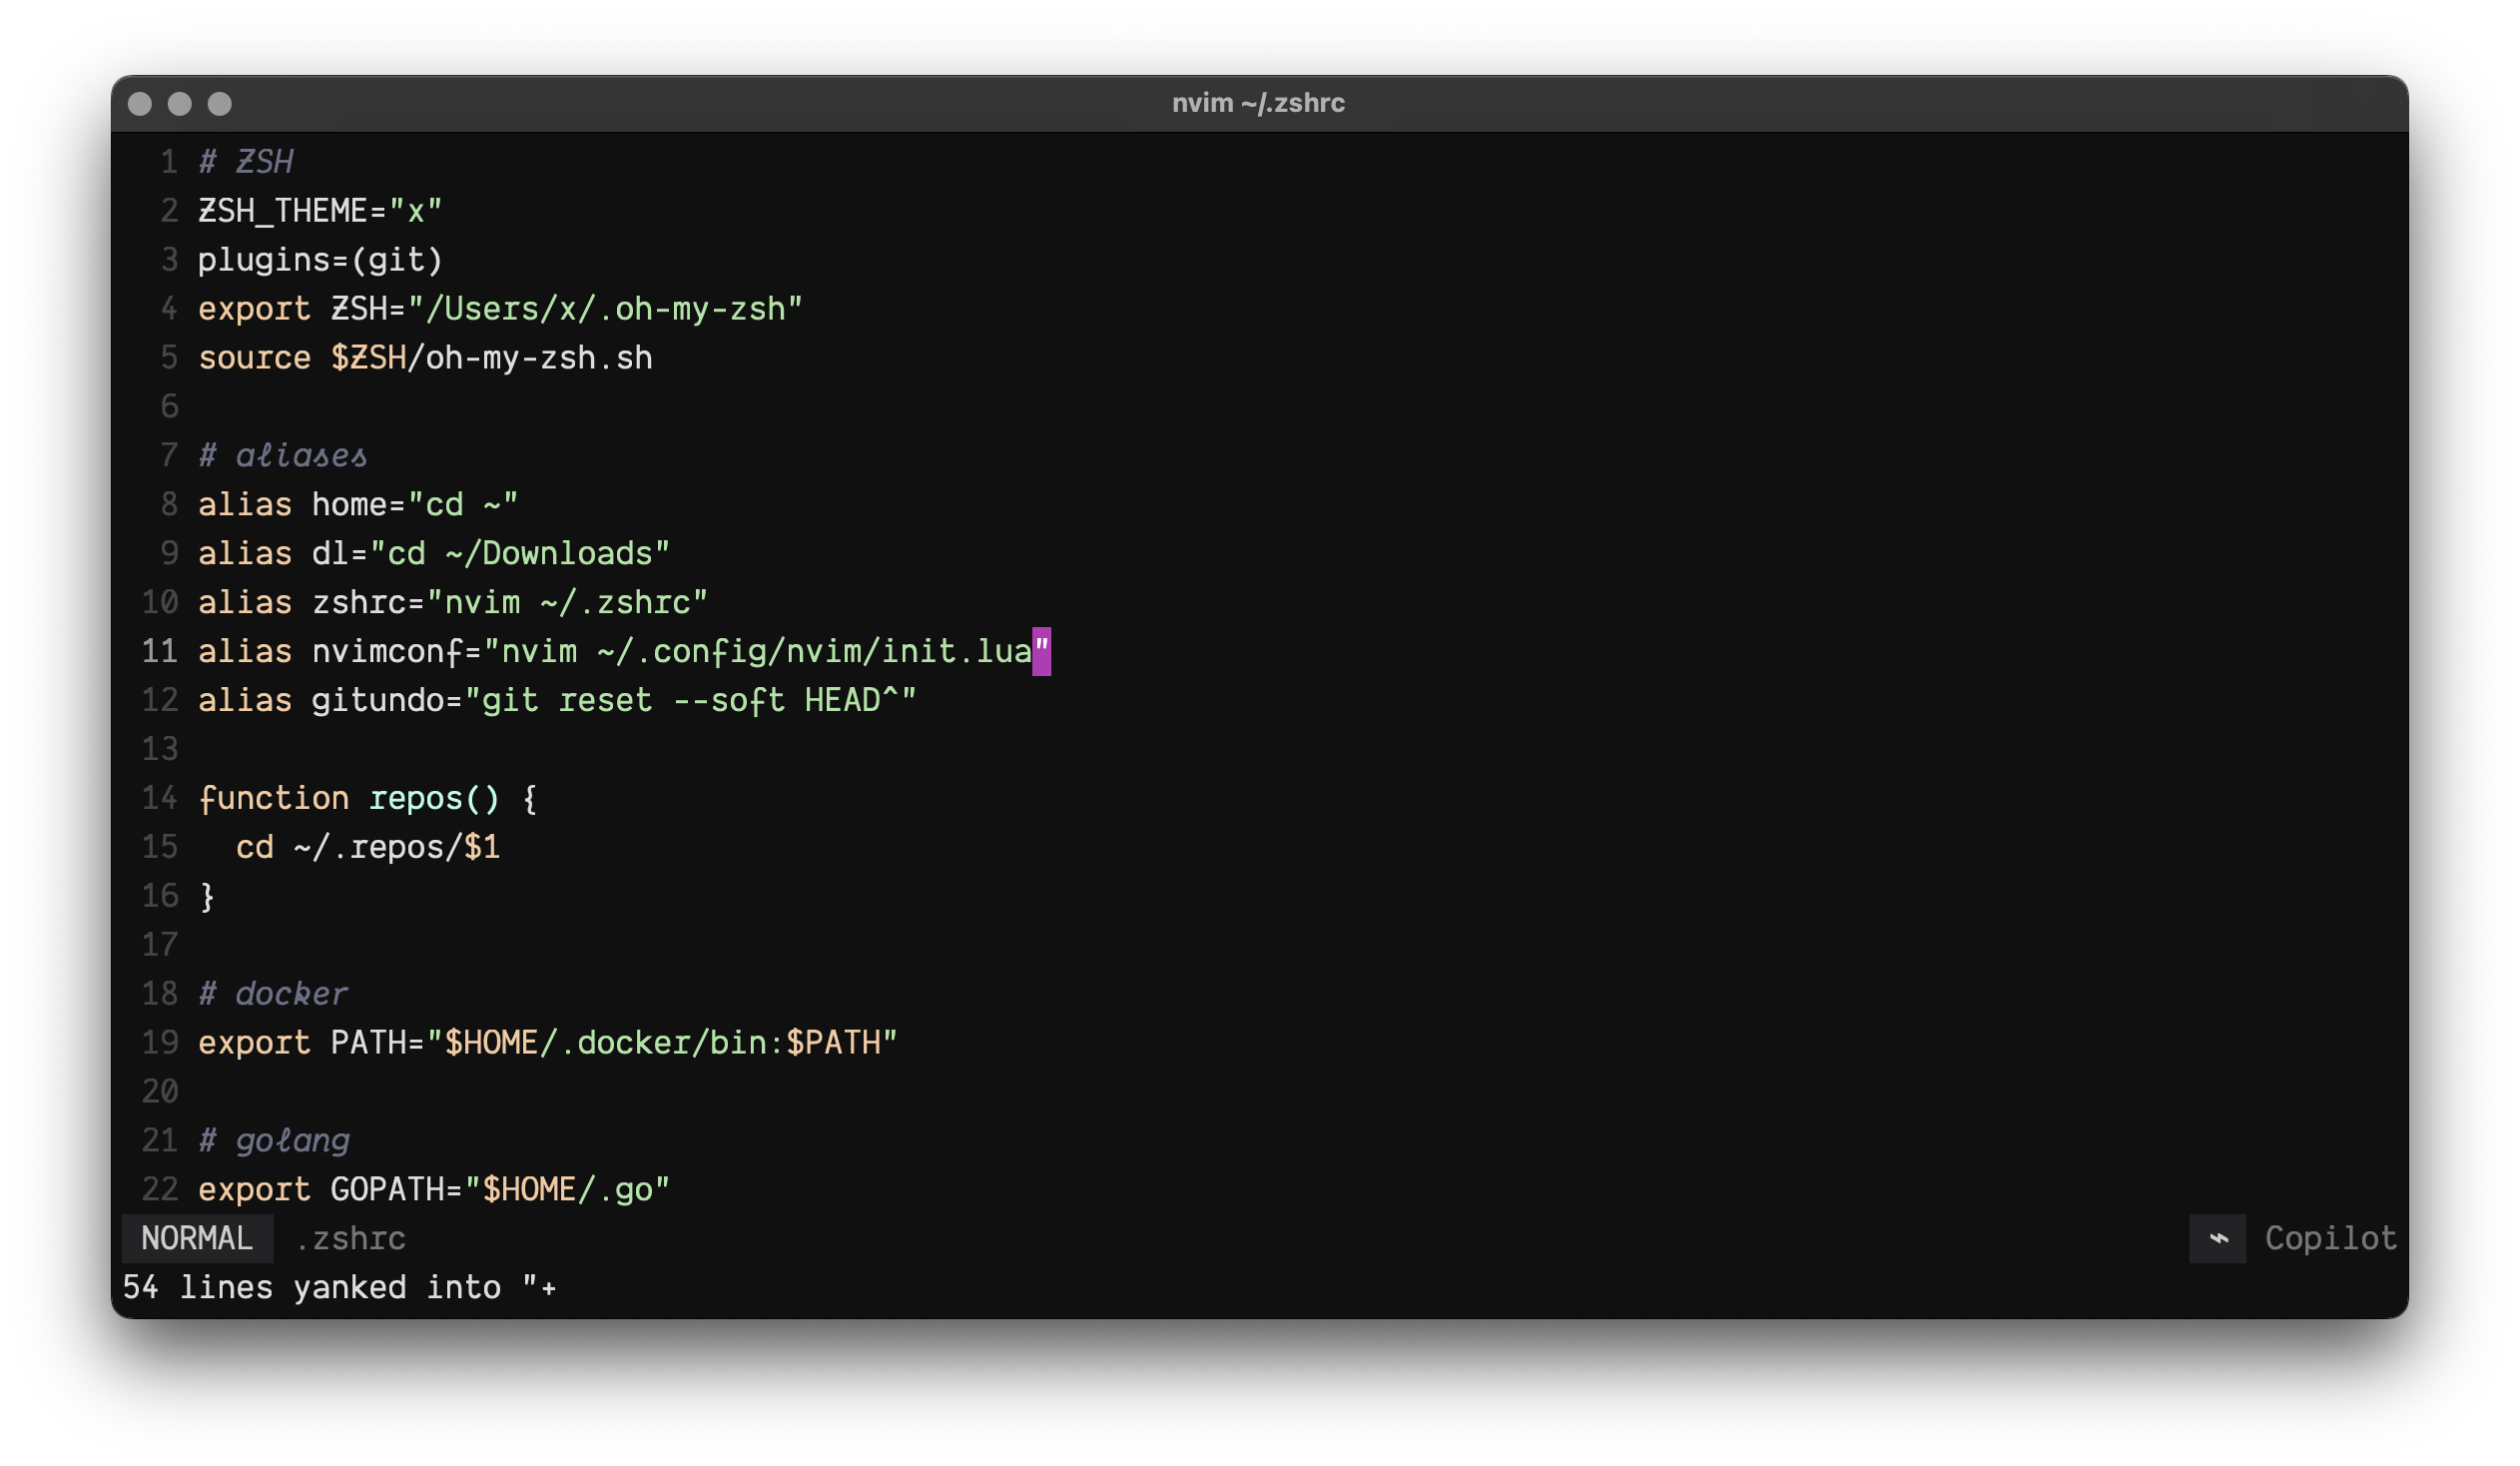 nvim ~/.zshrc
1 # ZSH
2 ZSH_THEME="x"
3 plugins=(git)
4 export ZSH="/Users/x/.oh-my-zsh"
5 source $ZSH/oh-my-zsh.sh
6
7 # aliases
8 alias home="cd ~"
9 alias dl="cd ~/Downloads"
10 alias zshrc="nvim ~/.zshrc"
11 alias nvimconf="nvim ~/.config/nvim/init.lua"
12 alias gitundo="git reset --soft HEAD^"
13
14 function repos() {
15   cd ~/.repos/$1
16 }
17
18 # docker
19 export PATH="$HOME/.docker/bin:$PATH"
20
21 # golang
22 export GOPATH="$HOME/.go"
NORMAL .zshrc ⌁ Copilot
54 lines yanked into "+